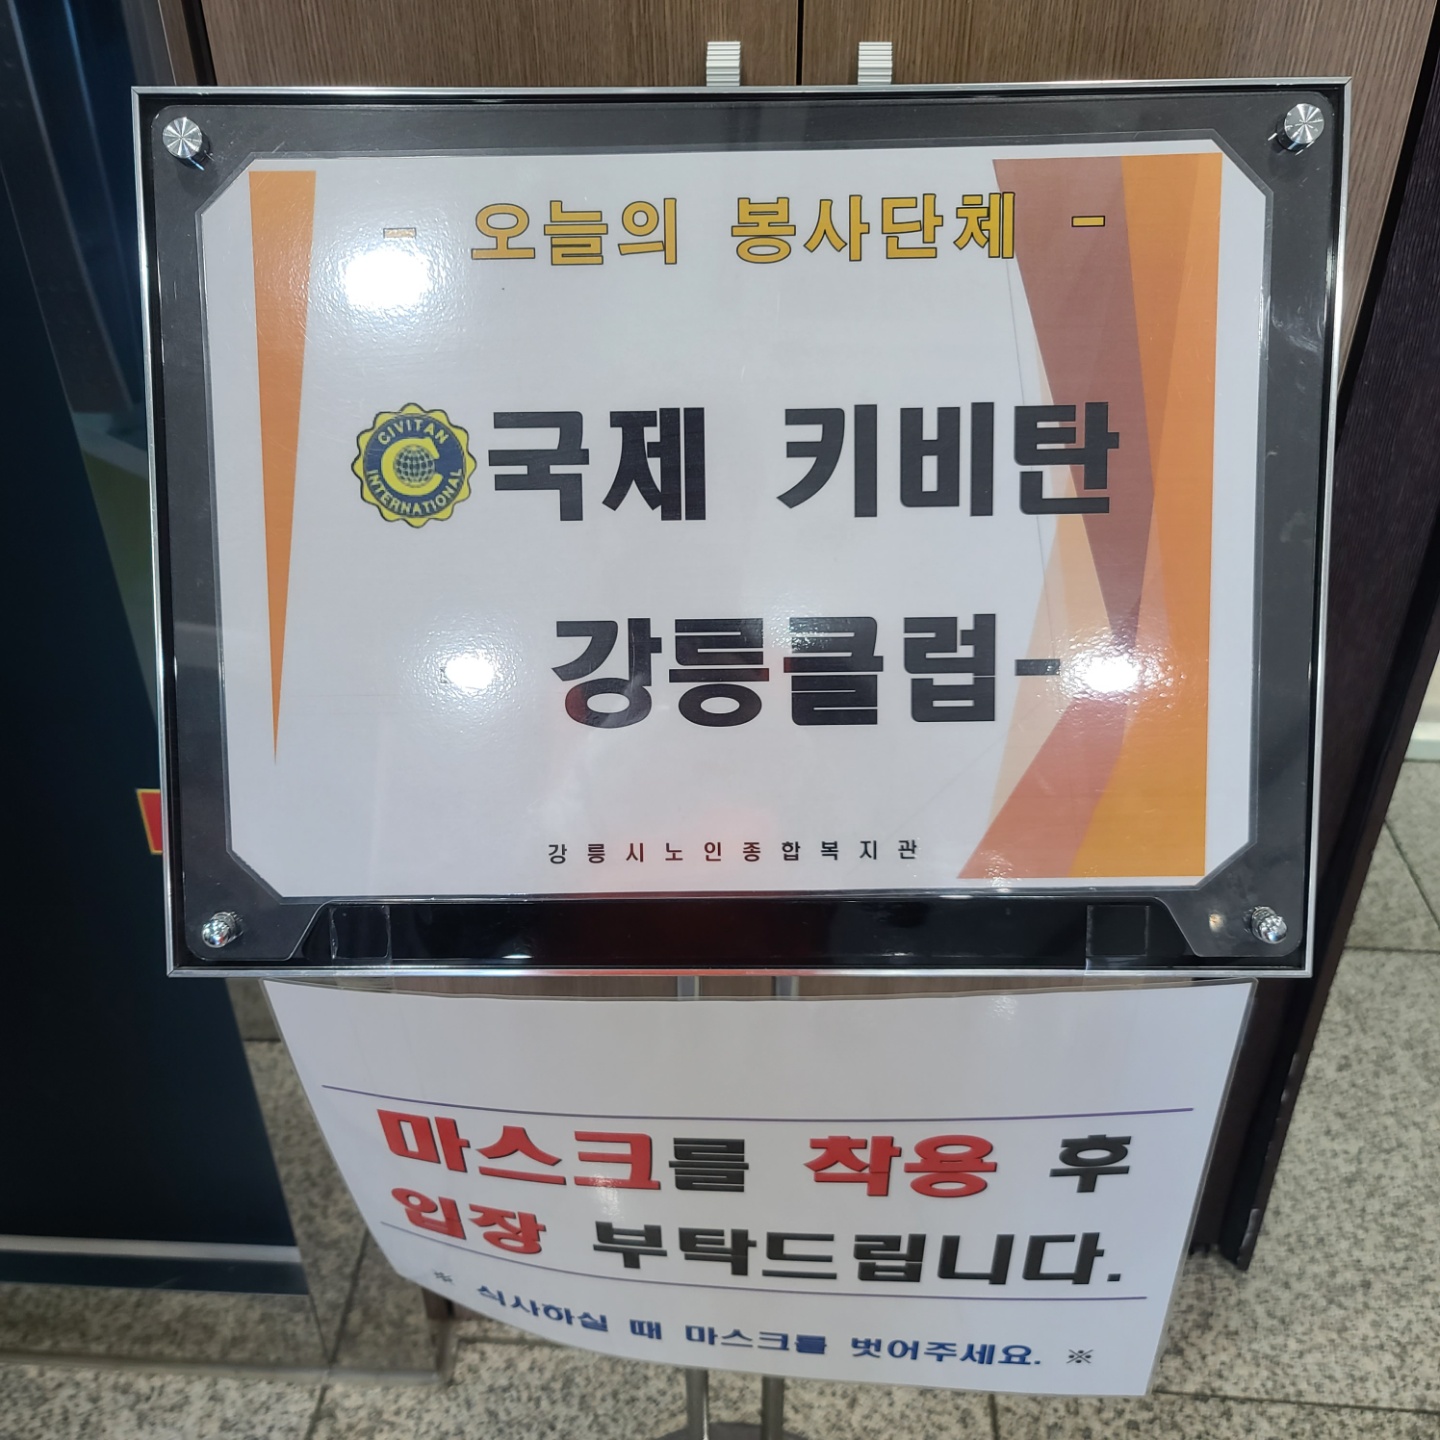 - 오늘의 봉사단체 -
CIVITAN INTERNATIONAL
국제 키비탄
강릉클럽-
강릉시노인종합복지관
마스크를 착용 후
입장 부탁드립니다.
※ 식사하실 때 마스크를 벗어주세요. ※